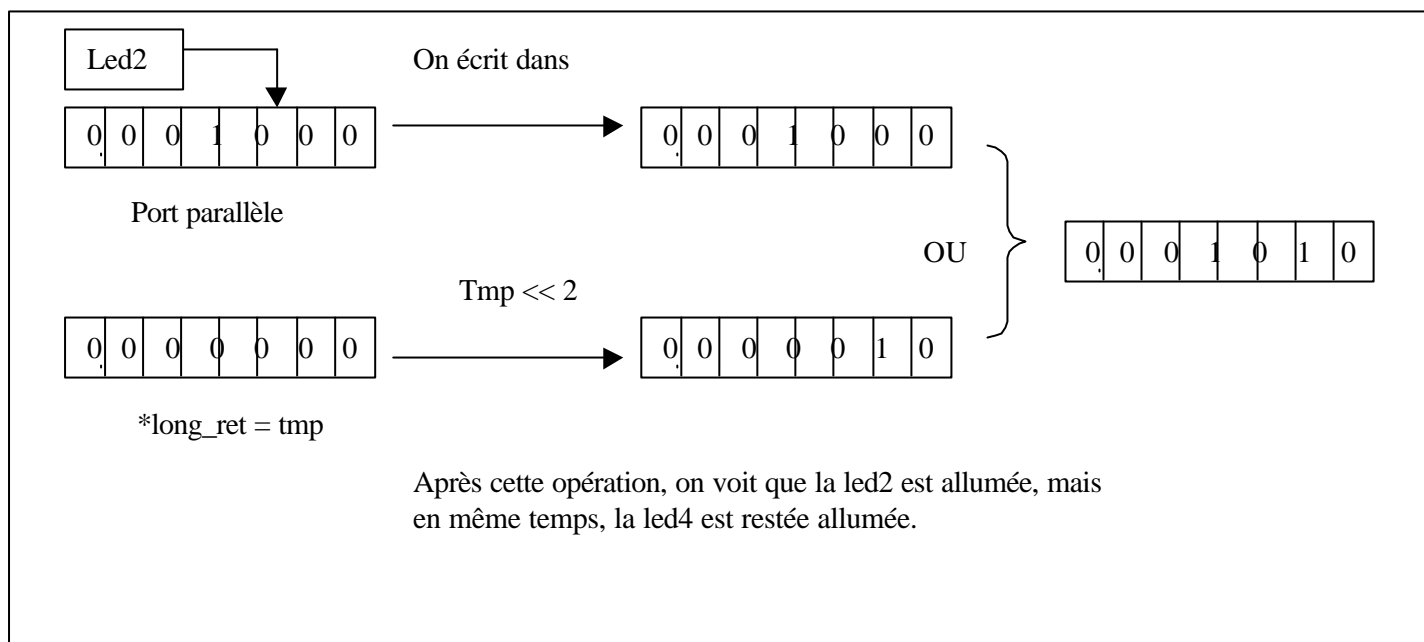 Led2
On écrit dans
0 0 0 1 0 0 0
0 0 0 1 0 0 0
Port parallèle
OU
0 0 0 1 0 1 0
Tmp << 2
0 0 0 0 0 0 0
0 0 0 0 0 1 0
*long_ret = tmp
Après cette opération, on voit que la led2 est allumée, mais
en même temps, la led4 est restée allumée.